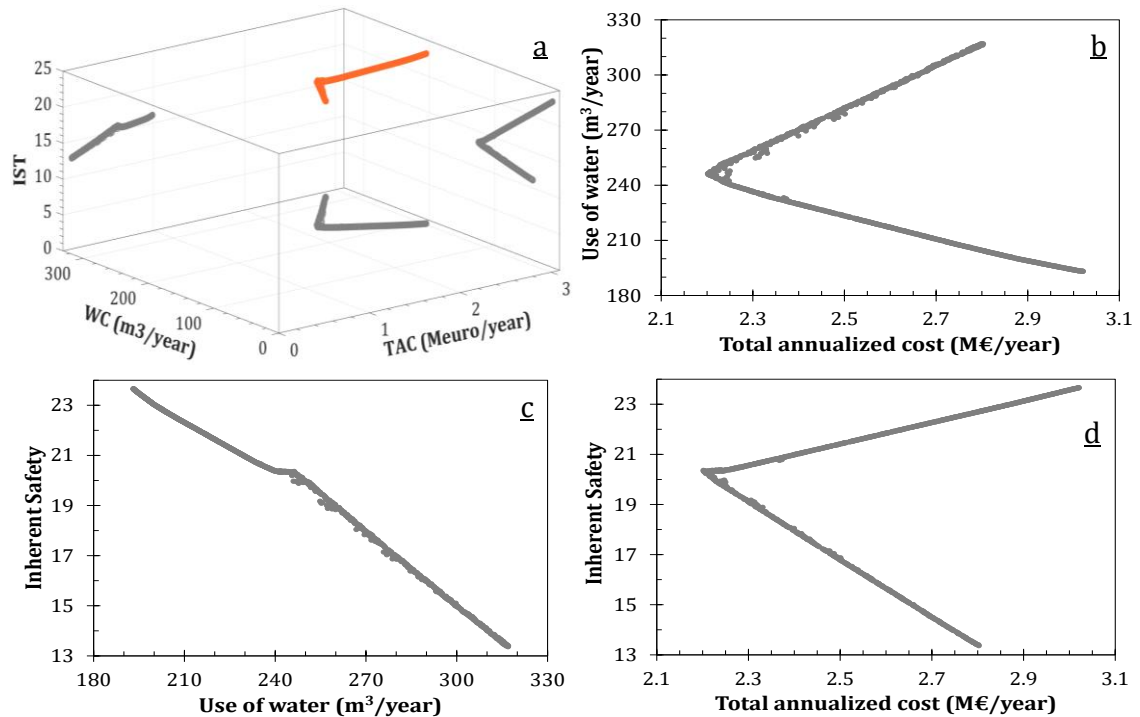 a
25
20
15
10
5
0
IST
300
200
100
0
WC (m3/year)
0
1
2
3
TAC (Meuro/year)
b
330
300
270
240
210
180
Use of water (m³/year)
2.1 2.3 2.5 2.7 2.9 3.1
Total annualized cost (M€/year)
c
23
21
19
17
15
13
Inherent Safety
180 210 240 270 300 330
Use of water (m³/year)
d
23
21
19
17
15
13
Inherent Safety
2.1 2.3 2.5 2.7 2.9 3.1
Total annualized cost (M€/year)